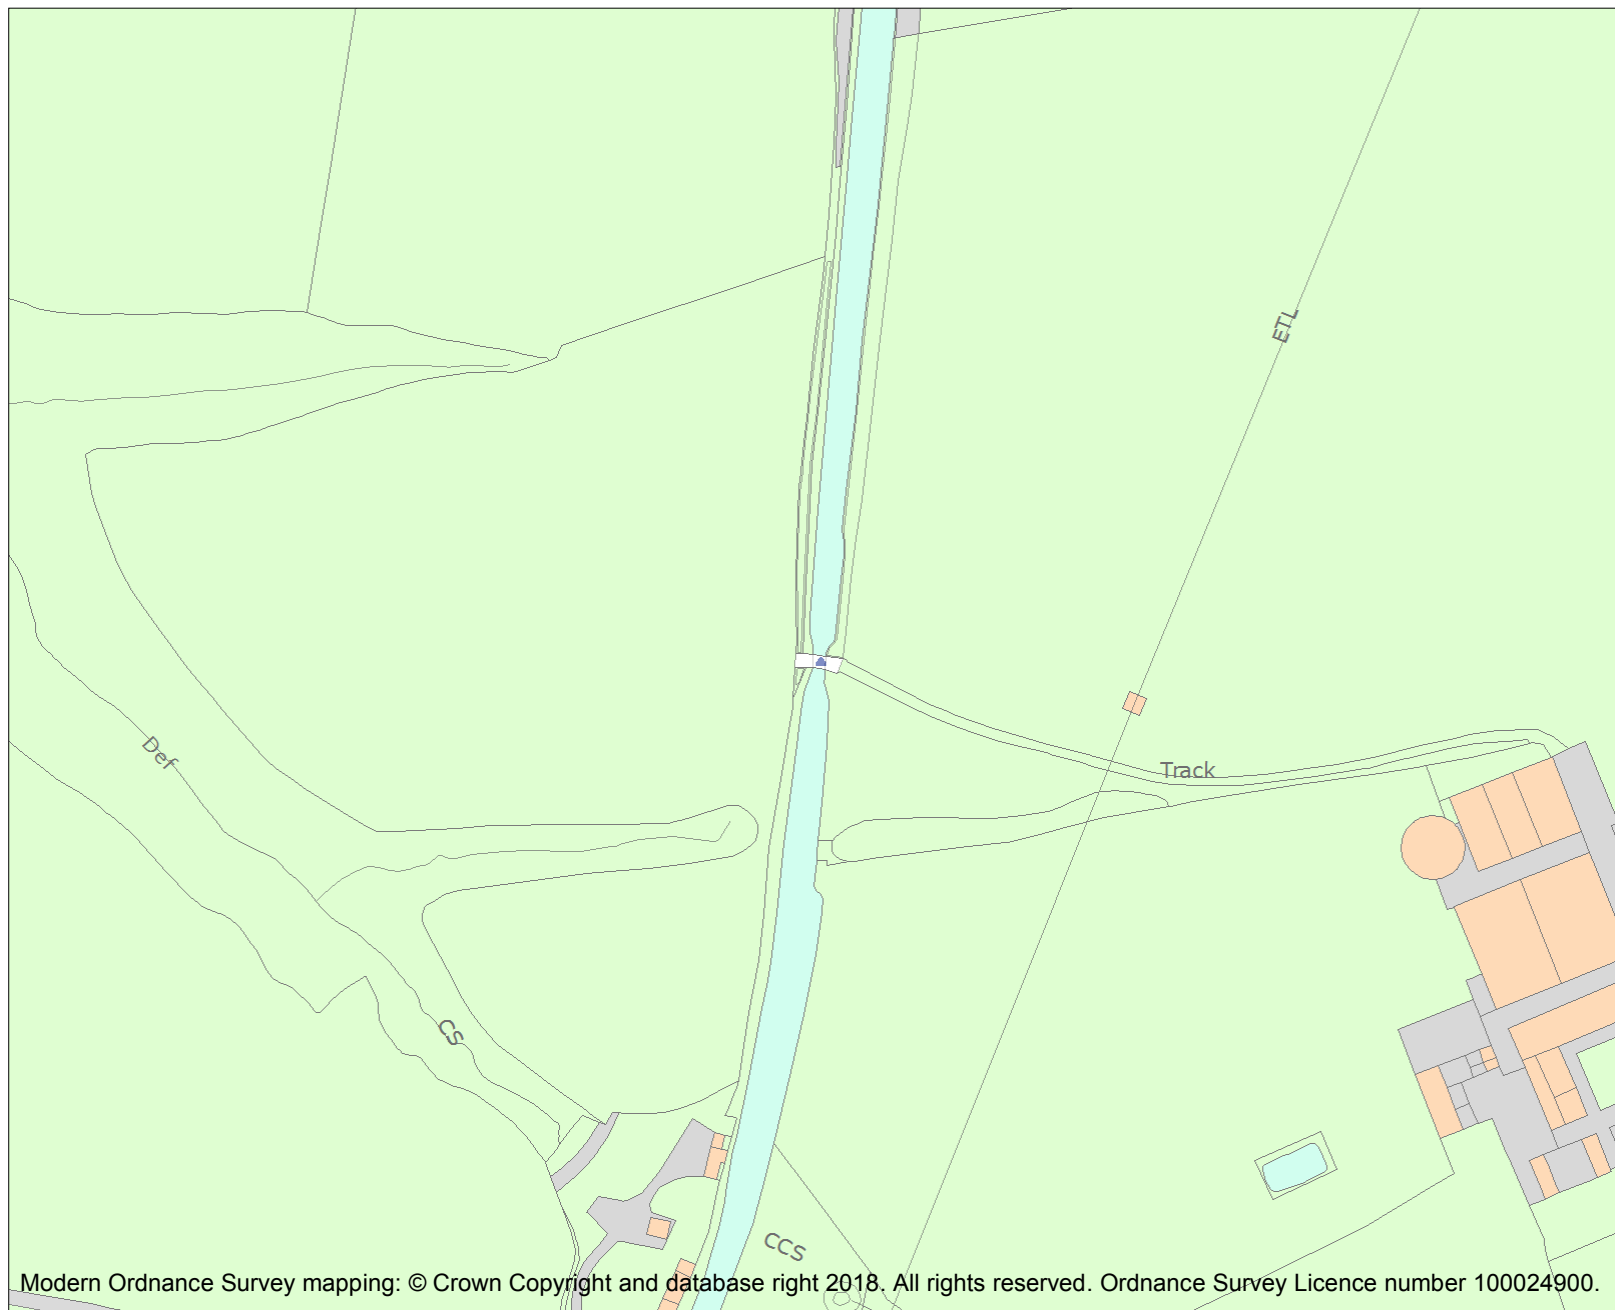 ETL
Def
Track
CS
CCS
Modern Ordnance Survey mapping: © Crown Copyright and database right 2018. All rights reserved. Ordnance Survey Licence number 100024900.